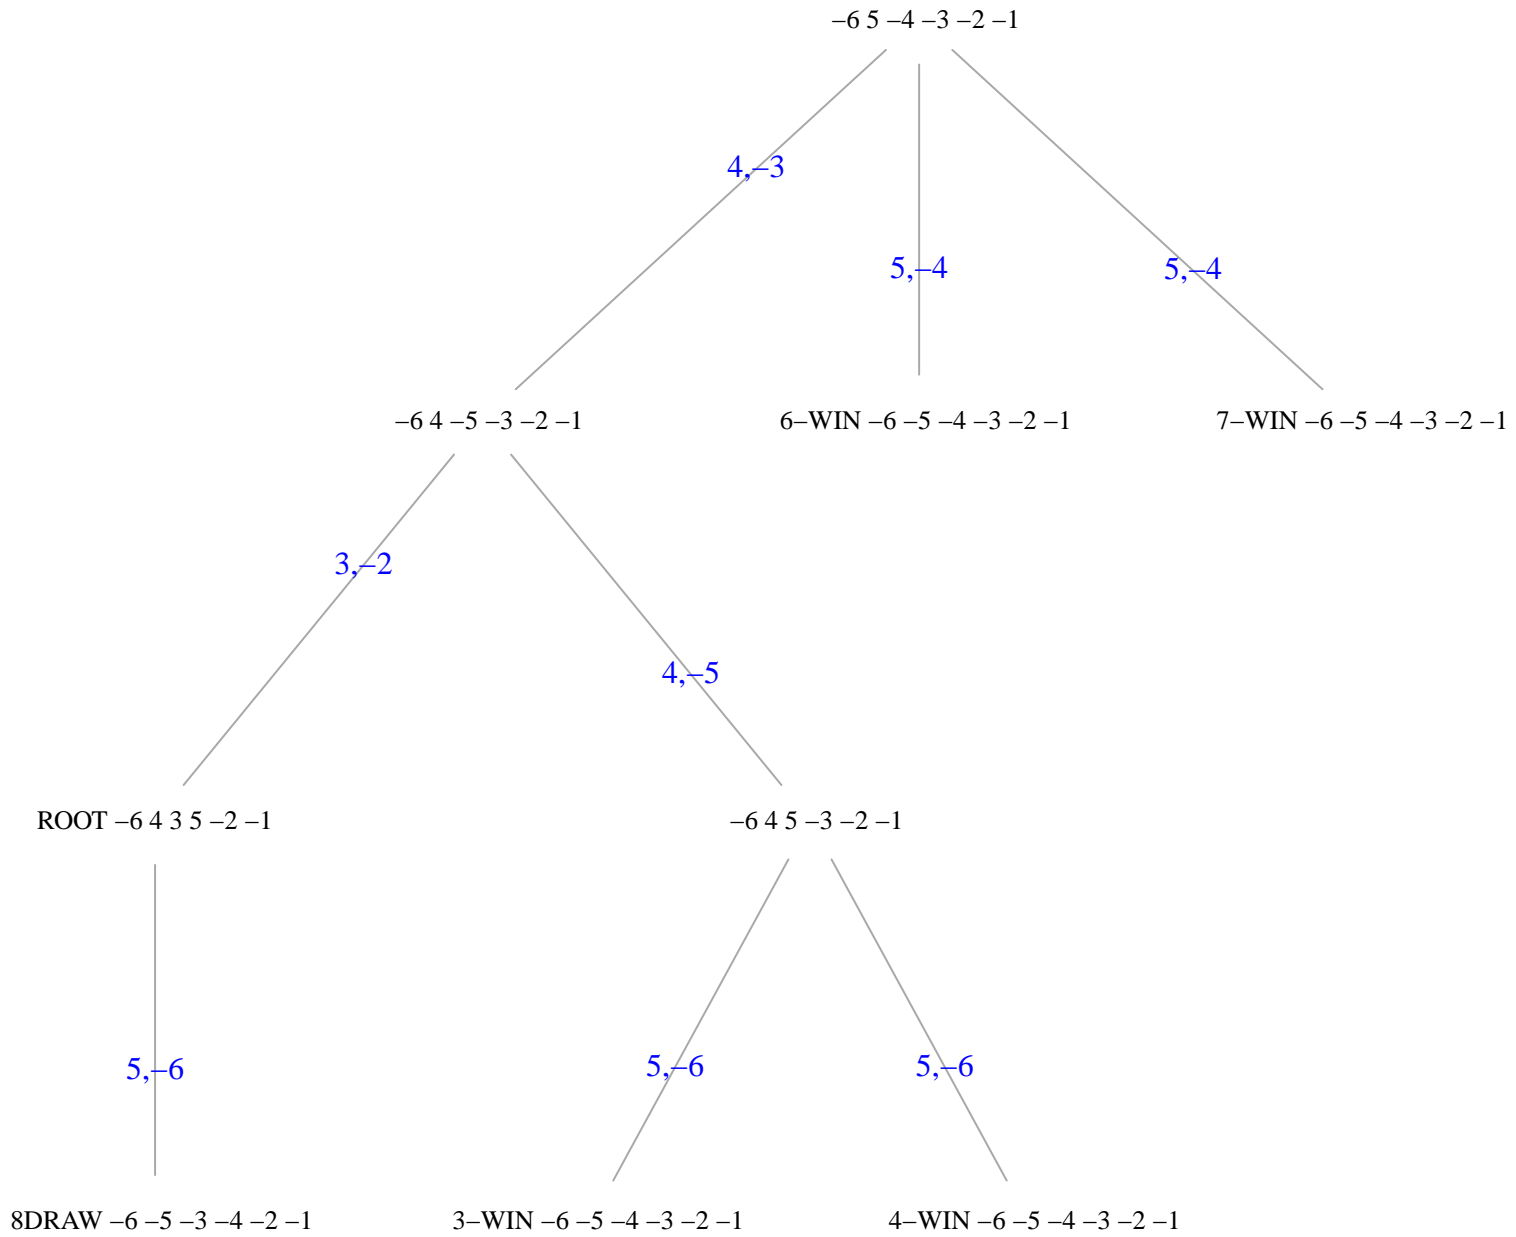 –6 5 –4 –3 –2 –1
4,–3
5,–4
5,–4
–6 4 –5 –3 –2 –1
6–WIN –6 –5 –4 –3 –2 –1
7–WIN –6 –5 –4 –3 –2 –1
3,–2
4,–5
ROOT –6 4 3 5 –2 –1
–6 4 5 –3 –2 –1
5,–6
5,–6
5,–6
8DRAW –6 –5 –3 –4 –2 –1
3–WIN –6 –5 –4 –3 –2 –1
4–WIN –6 –5 –4 –3 –2 –1